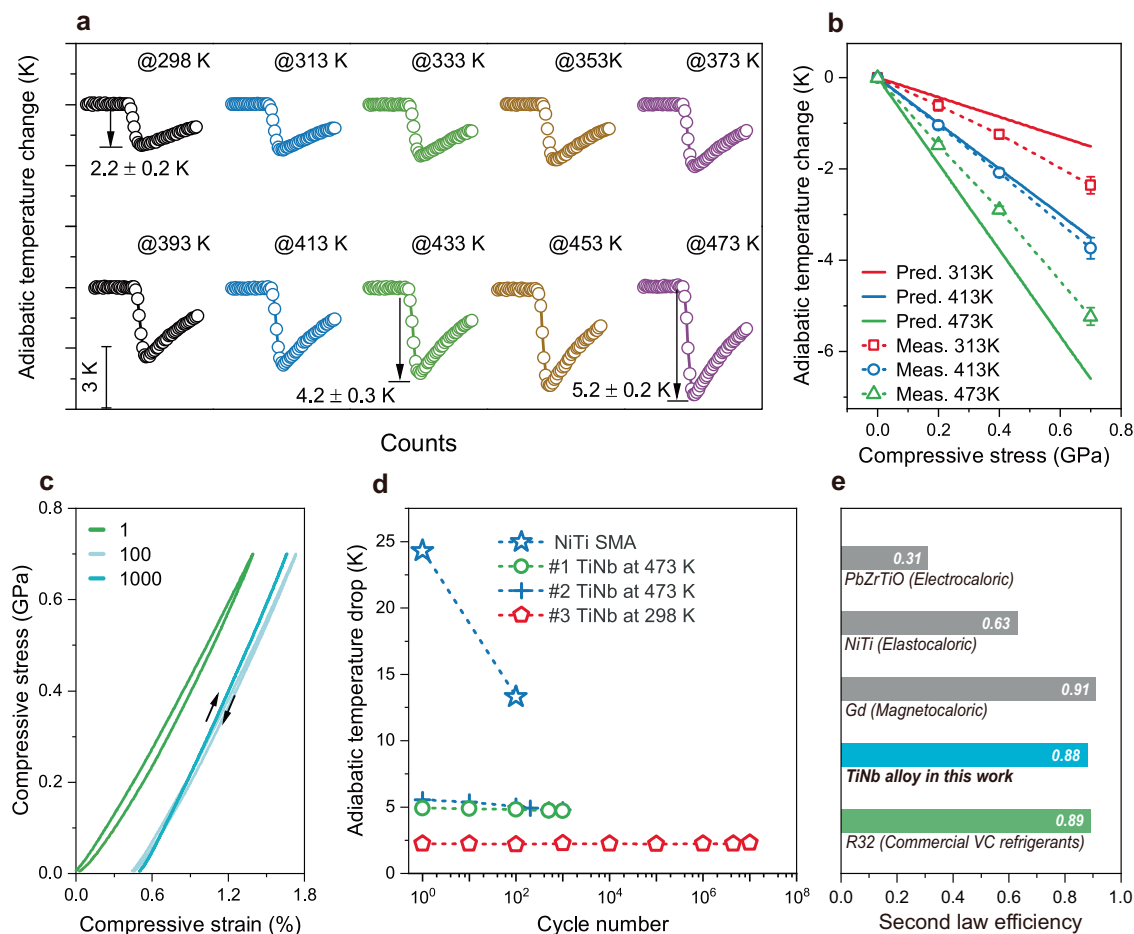 a
Adiabatic temperature change (K)
@298 K
@313 K
@333 K
@353K
@373 K
2.2 ± 0.2 K
@393 K
@413 K
@433 K
@453 K
@473 K
3 K
4.2 ± 0.3 K
5.2 ± 0.2 K
Counts
b
Adiabatic temperature change (K)
0
-2
-4
-6
Pred. 313K
Pred. 413K
Pred. 473K
Meas. 313K
Meas. 413K
Meas. 473K
0.0 0.2 0.4 0.6 0.8
Compressive stress (GPa)
c
Compressive stress (GPa)
0.8
0.6
0.4
0.2
0.0
1
100
1000
0.0 0.6 1.2 1.8
Compressive strain (%)
d
Adiabatic temperature drop (K)
25
20
15
10
5
0
NiTi SMA
#1 TiNb at 473 K
#2 TiNb at 473 K
#3 TiNb at 298 K
10⁰ 10² 10⁴ 10⁶ 10⁸
Cycle number
e
0.31
PbZrTiO (Electrocaloric)
0.63
NiTi (Elastocaloric)
0.91
Gd (Magnetocaloric)
0.88
TiNb alloy in this work
0.89
R32 (Commercial VC refrigerants)
0.0 0.2 0.4 0.6 0.8 1.0
Second law efficiency